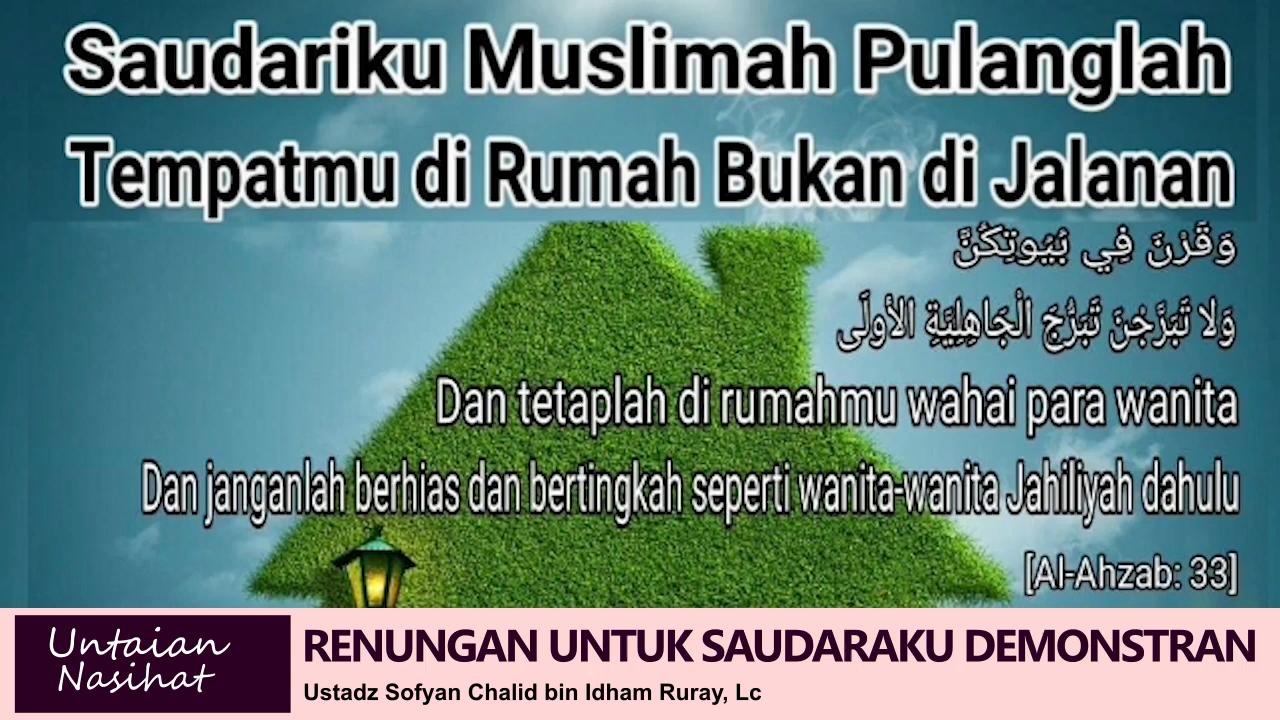 Saudariku Muslimah Pulanglah
Tempatmu di Rumah Bukan di Jalanan
وَقَرْنَ فِي بُيُوتِكُنَّ
وَلا تَبَرَّجْنَ تَبَرُّجَ الْجَاهِلِيَّةِ الأولَى
Dan tetaplah di rumahmu wahai para wanita
Dan janganlah berhias dan bertingkah seperti wanita-wanita Jahiliyah dahulu
[Al-Ahzab: 33]
Untaian
Nasihat
RENUNGAN UNTUK SAUDARAKU DEMONSTRAN
Ustadz Sofyan Chalid bin Idham Ruray, Lc